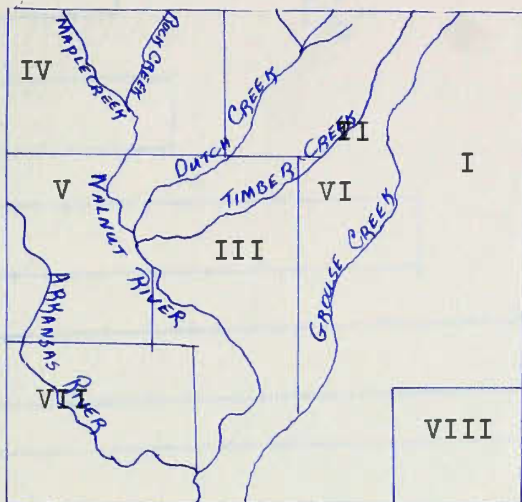 MAPLE CREEK
ROCK CREEK
IV
DUTCH CREEK
II
I
TIMBER CREEK
V
VI
WALNUT RIVER
III
GROUSE CREEK
ARKANSAS RIVER
VII
VIII